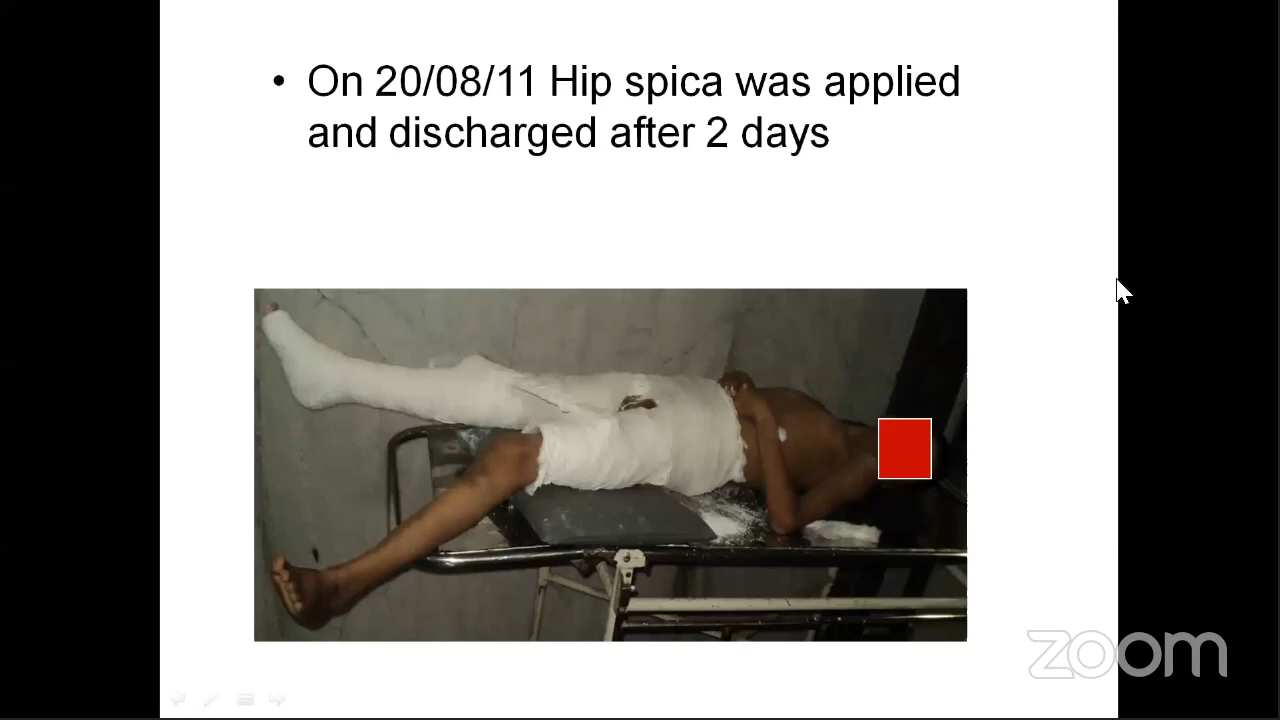 • On 20/08/11 Hip spica was applied
and discharged after 2 days
zoom